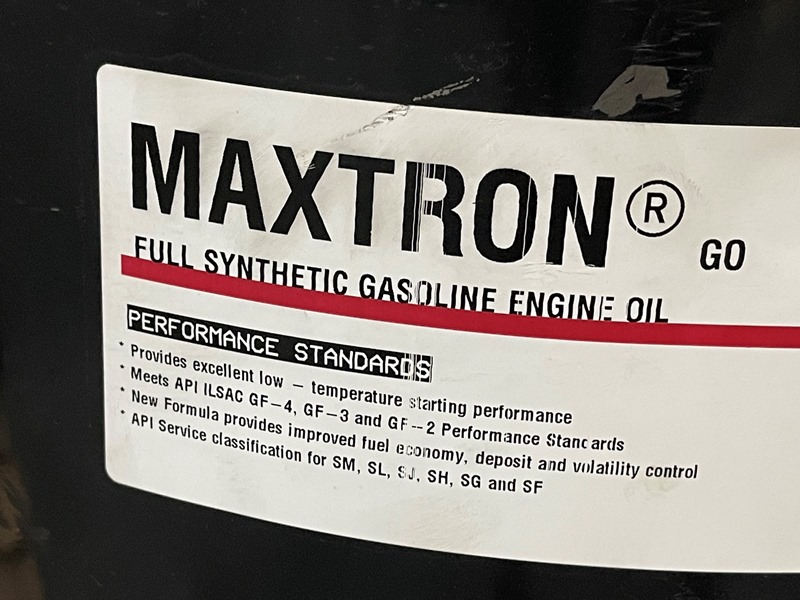 MAXTRON® GO
FULL SYNTHETIC GASOLINE ENGINE OIL
PERFORMANCE STANDARDS
* Provides excellent low – temperature starting performance
* Meets API ILSAC GF–4, GF–3 and GF–2 Performance Standards
* New Formula provides improved fuel economy, deposit and volatility control
* API Service classification for SM, SL, SJ, SH, SG and SF